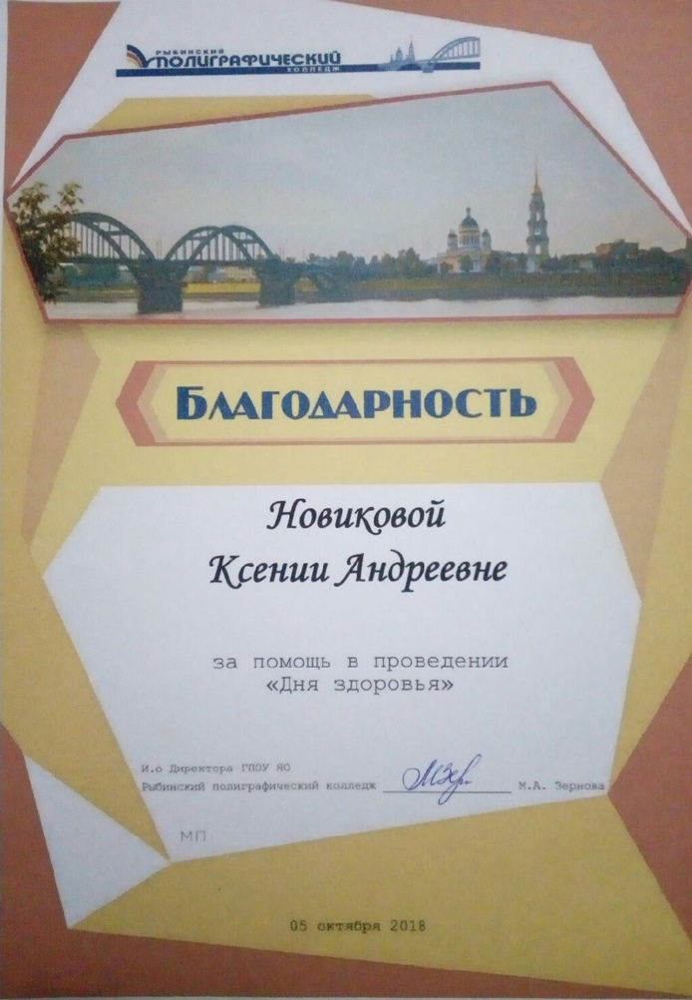 РЫБИНСКИЙ
ПОЛИГРАФИЧЕСКИЙ
КОЛЛЕДЖ
БЛАГОДАРНОСТЬ
Новиковой
Ксении Андреевне
за помощь в проведении
«Дня здоровья»
И.о Директора ГПОУ ЯО
Рыбинский полиграфический колледж ____________ М.А. Зернова
МП
05 октября 2018